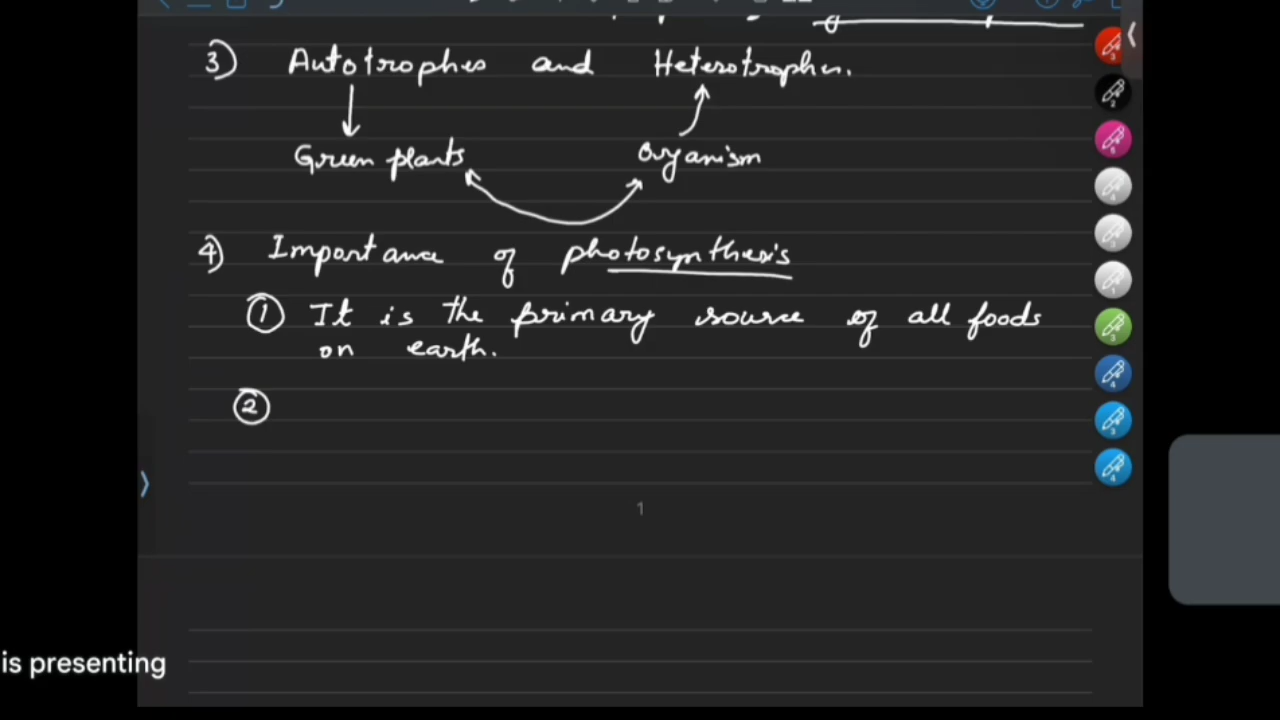 3) Autotrophes and Heterotrophes.
Green plants Oryanism
4) Importance of photosynthesis
① It is the primary source of all foods
on earth.
②
1
is presenting